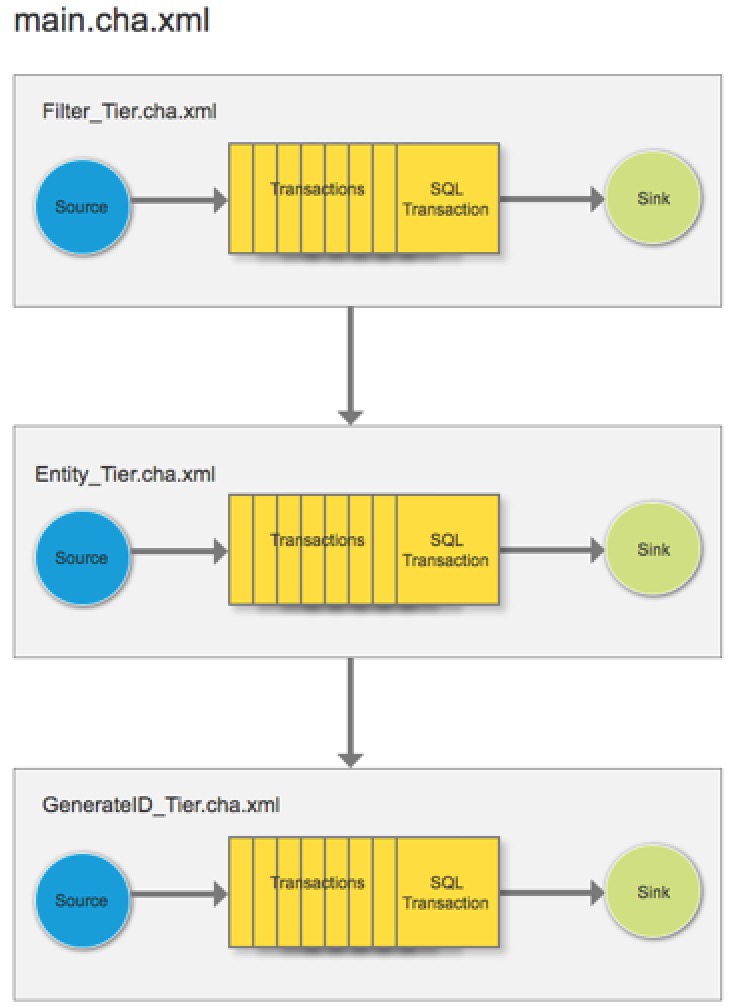 main.cha.xml
Filter_Tier.cha.xml
Source
Transactions
SQL
Transaction
Sink
Entity_Tier.cha.xml
Source
Transactions
SQL
Transaction
Sink
GenerateID_Tier.cha.xml
Source
Transactions
SQL
Transaction
Sink